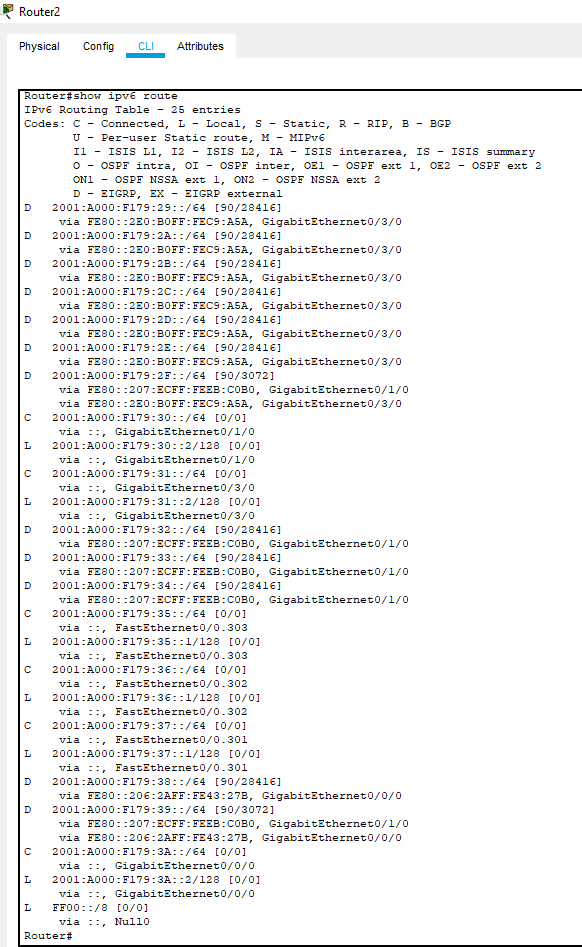 Router2
Physical Config CLI Attributes
Router#show ipv6 route
IPv6 Routing Table - 25 entries
Codes: C - Connected, L - Local, S - Static, R - RIP, B - BGP
U - Per-user Static route, M - MIPv6
I1 - ISIS L1, I2 - ISIS L2, IA - ISIS interarea, IS - ISIS summary
O - OSPF intra, OI - OSPF inter, OE1 - OSPF ext 1, OE2 - OSPF ext 2
ON1 - OSPF NSSA ext 1, ON2 - OSPF NSSA ext 2
D - EIGRP, EX - EIGRP external
D 2001:A000:F179:29::/64 [90/28416]
via FE80::2E0:B0FF:FEC9:A5A, GigabitEthernet0/3/0
D 2001:A000:F179:2A::/64 [90/28416]
via FE80::2E0:B0FF:FEC9:A5A, GigabitEthernet0/3/0
D 2001:A000:F179:2B::/64 [90/28416]
via FE80::2E0:B0FF:FEC9:A5A, GigabitEthernet0/3/0
D 2001:A000:F179:2C::/64 [90/28416]
via FE80::2E0:B0FF:FEC9:A5A, GigabitEthernet0/3/0
D 2001:A000:F179:2D::/64 [90/28416]
via FE80::2E0:B0FF:FEC9:A5A, GigabitEthernet0/3/0
D 2001:A000:F179:2E::/64 [90/28416]
via FE80::2E0:B0FF:FEC9:A5A, GigabitEthernet0/3/0
D 2001:A000:F179:2F::/64 [90/3072]
via FE80::207:ECFF:FEEB:C0B0, GigabitEthernet0/1/0
via FE80::2E0:B0FF:FEC9:A5A, GigabitEthernet0/3/0
C 2001:A000:F179:30::/64 [0/0]
via ::, GigabitEthernet0/1/0
L 2001:A000:F179:30::2/128 [0/0]
via ::, GigabitEthernet0/1/0
C 2001:A000:F179:31::/64 [0/0]
via ::, GigabitEthernet0/3/0
L 2001:A000:F179:31::2/128 [0/0]
via ::, GigabitEthernet0/3/0
D 2001:A000:F179:32::/64 [90/28416]
via FE80::207:ECFF:FEEB:C0B0, GigabitEthernet0/1/0
D 2001:A000:F179:33::/64 [90/28416]
via FE80::207:ECFF:FEEB:C0B0, GigabitEthernet0/1/0
D 2001:A000:F179:34::/64 [90/28416]
via FE80::207:ECFF:FEEB:C0B0, GigabitEthernet0/1/0
C 2001:A000:F179:35::/64 [0/0]
via ::, FastEthernet0/0.303
L 2001:A000:F179:35::1/128 [0/0]
via ::, FastEthernet0/0.303
C 2001:A000:F179:36::/64 [0/0]
via ::, FastEthernet0/0.302
L 2001:A000:F179:36::1/128 [0/0]
via ::, FastEthernet0/0.302
C 2001:A000:F179:37::/64 [0/0]
via ::, FastEthernet0/0.301
L 2001:A000:F179:37::1/128 [0/0]
via ::, FastEthernet0/0.301
D 2001:A000:F179:38::/64 [90/28416]
via FE80::206:2AFF:FE43:27B, GigabitEthernet0/0/0
D 2001:A000:F179:39::/64 [90/3072]
via FE80::207:ECFF:FEEB:C0B0, GigabitEthernet0/1/0
via FE80::206:2AFF:FE43:27B, GigabitEthernet0/0/0
C 2001:A000:F179:3A::/64 [0/0]
via ::, GigabitEthernet0/0/0
L 2001:A000:F179:3A::2/128 [0/0]
via ::, GigabitEthernet0/0/0
L FF00::/8 [0/0]
via ::, Null0
Router#